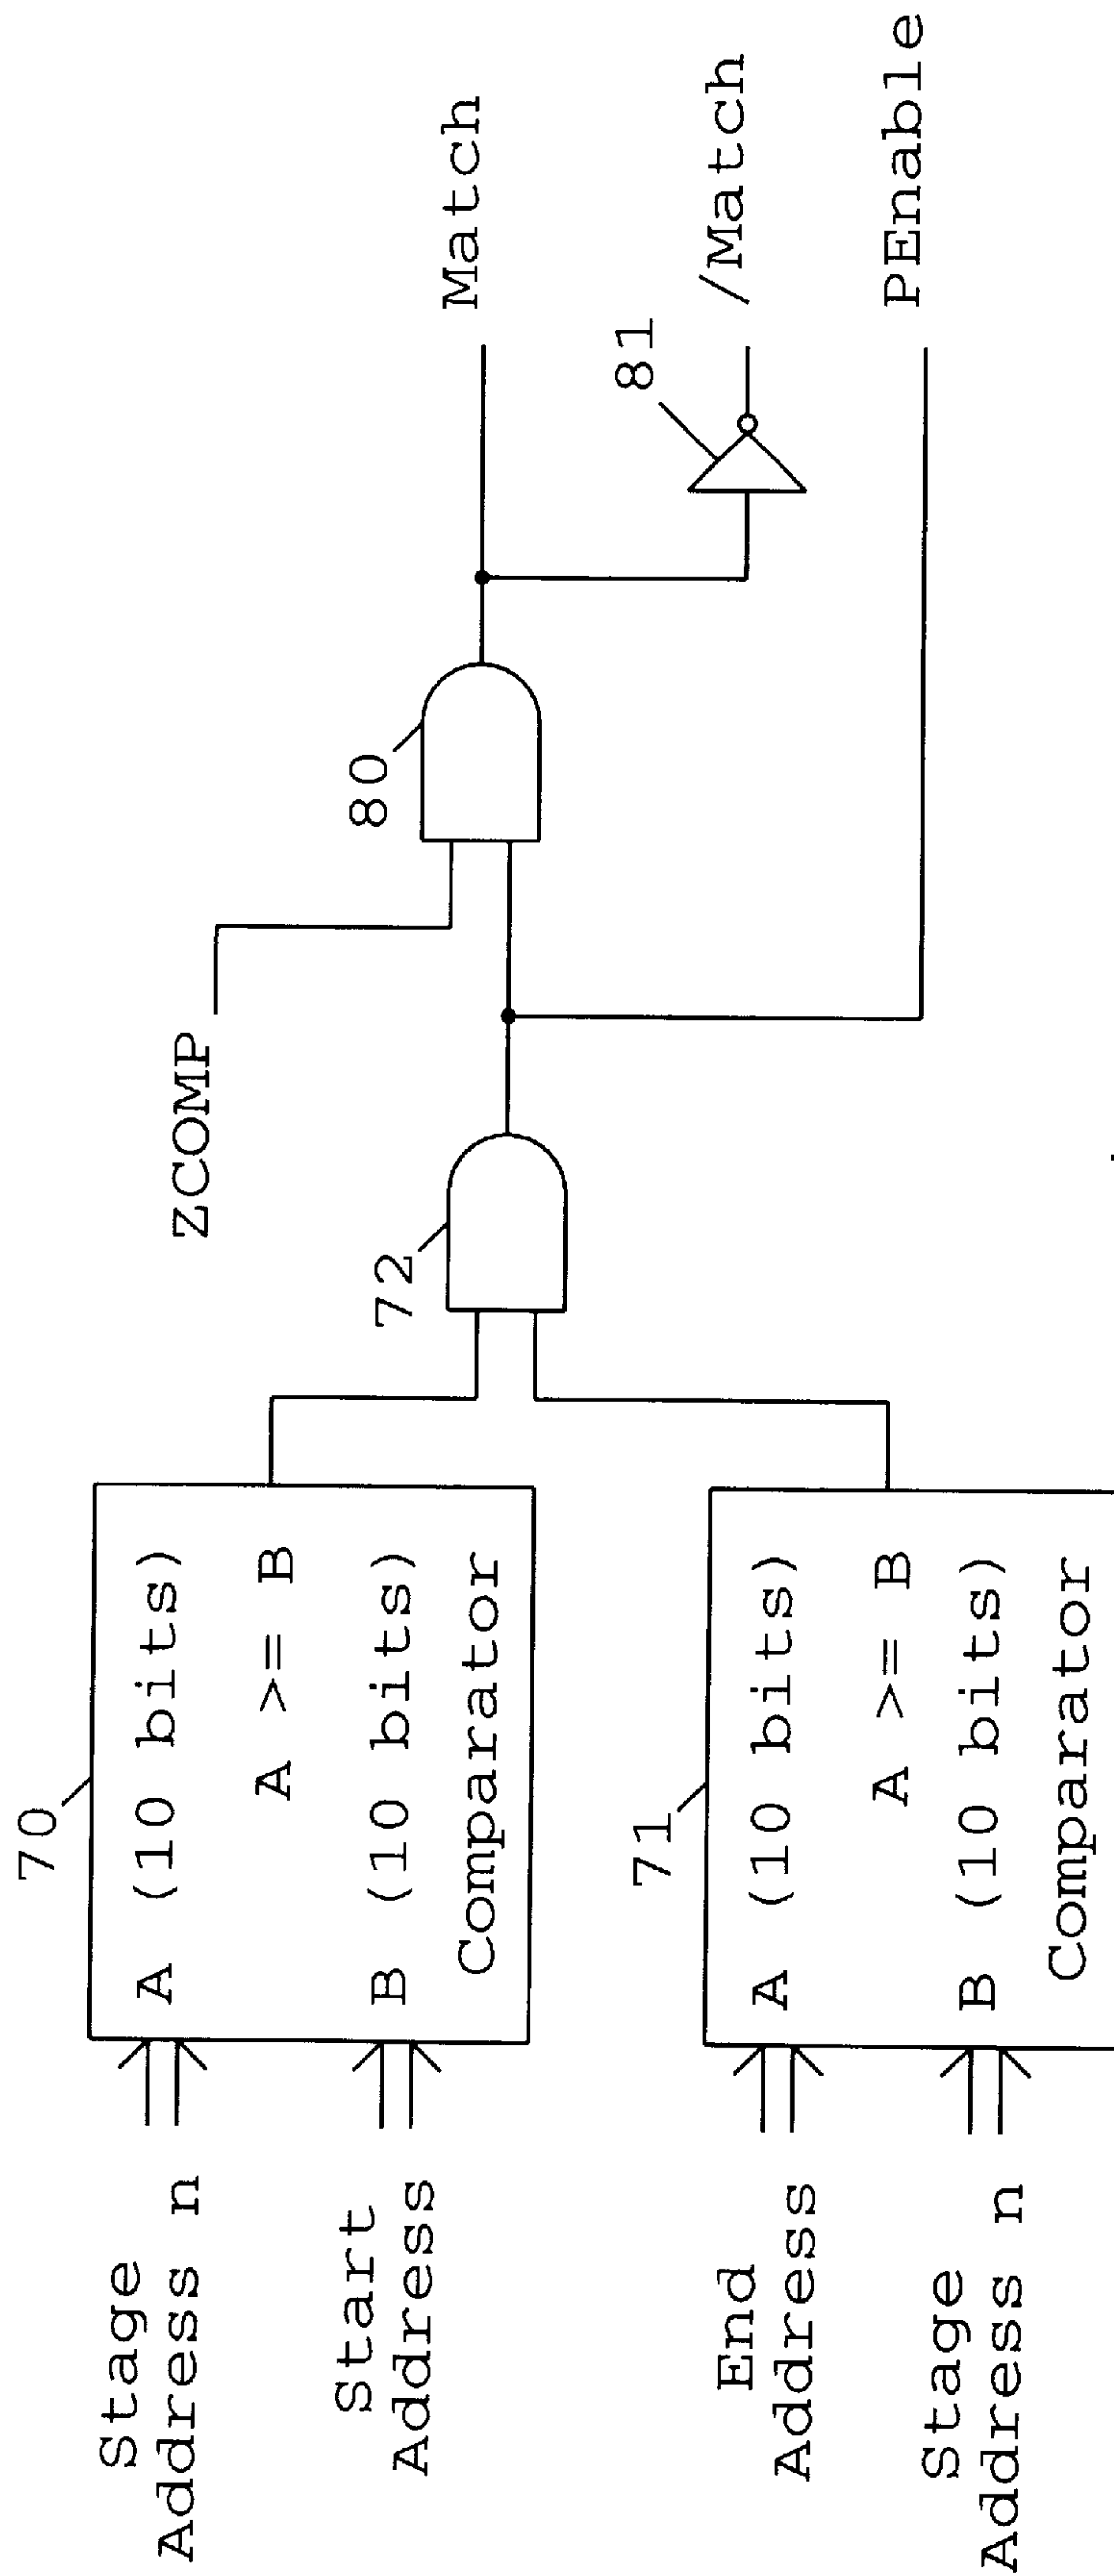 70
Stage
Address n
A (10 bits)
A >= B
Start
Address
B (10 bits)
Comparator
71
End
Address
A (10 bits)
A >= B
Stage
Address n
B (10 bits)
Comparator
72
ZCOMP
80
Match
81
/Match
PEnable